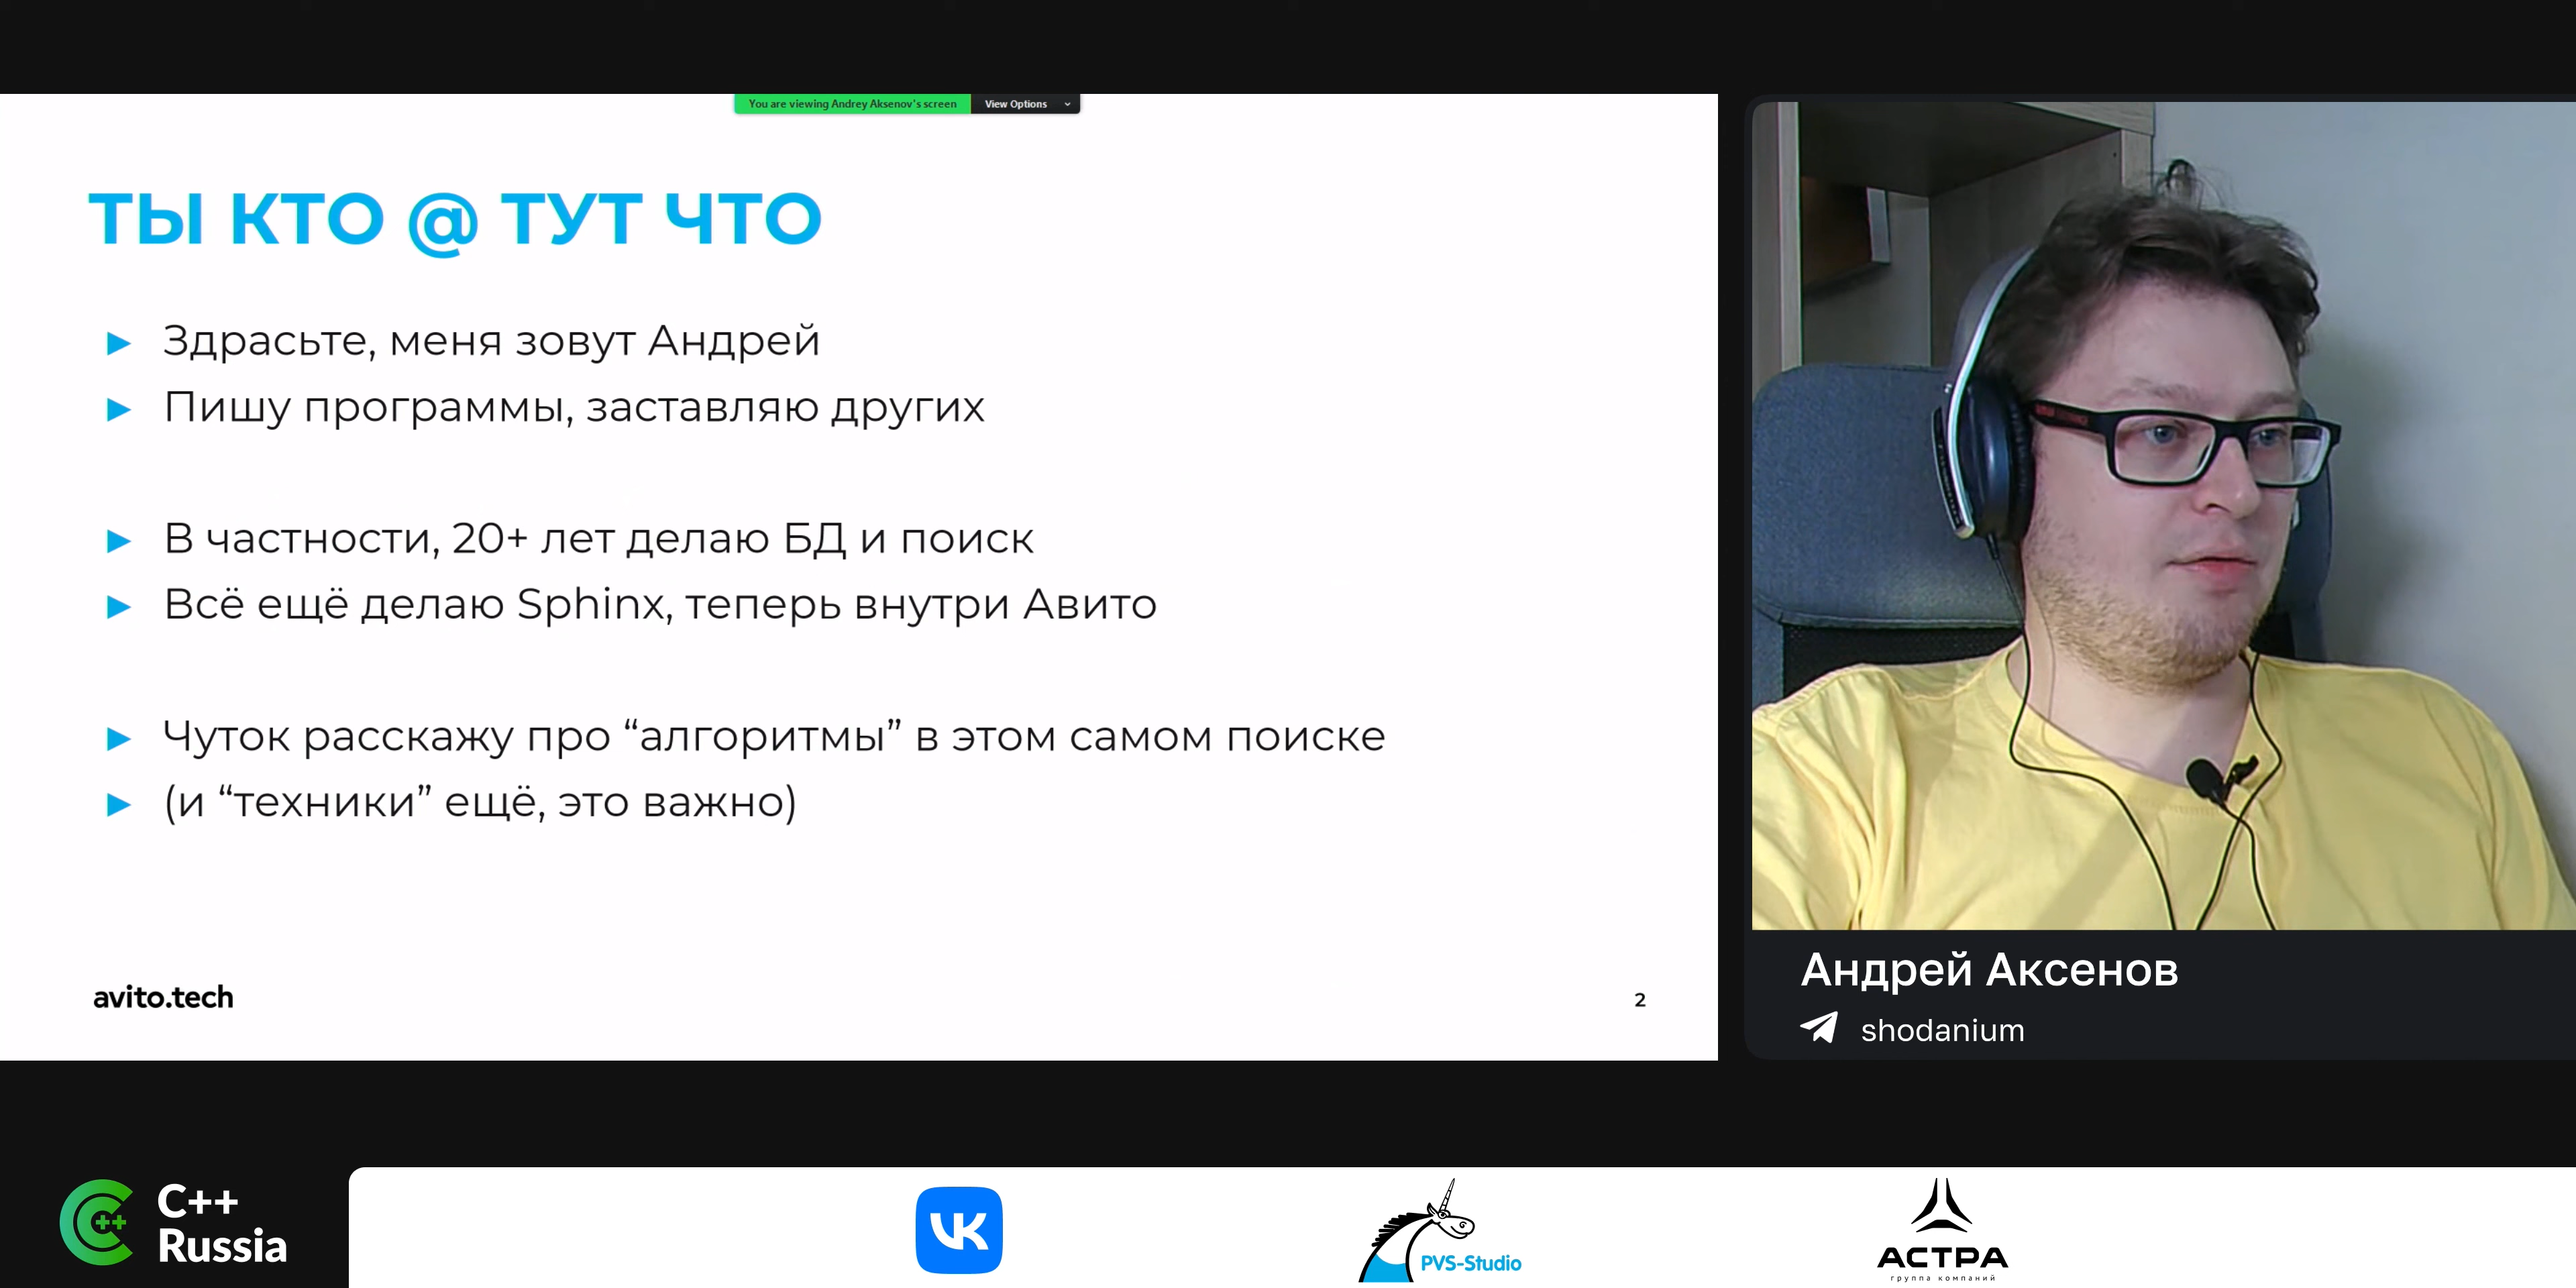 You are viewing Andrey Aksenov's screen View Options
ТЫ КТО @ ТУТ ЧТО
Здрасьте, меня зовут Андрей
Пишу программы, заставляю других
В частности, 20+ лет делаю БД и поиск
Всё ещё делаю Sphinx, теперь внутри Авито
Чуток расскажу про “алгоритмы” в этом самом поиске
(и “техники” ещё, это важно)
avito.tech
2
Андрей Аксенов
shodanium
C++
Russia
VK
PVS-Studio
АСТРА
группа компаний